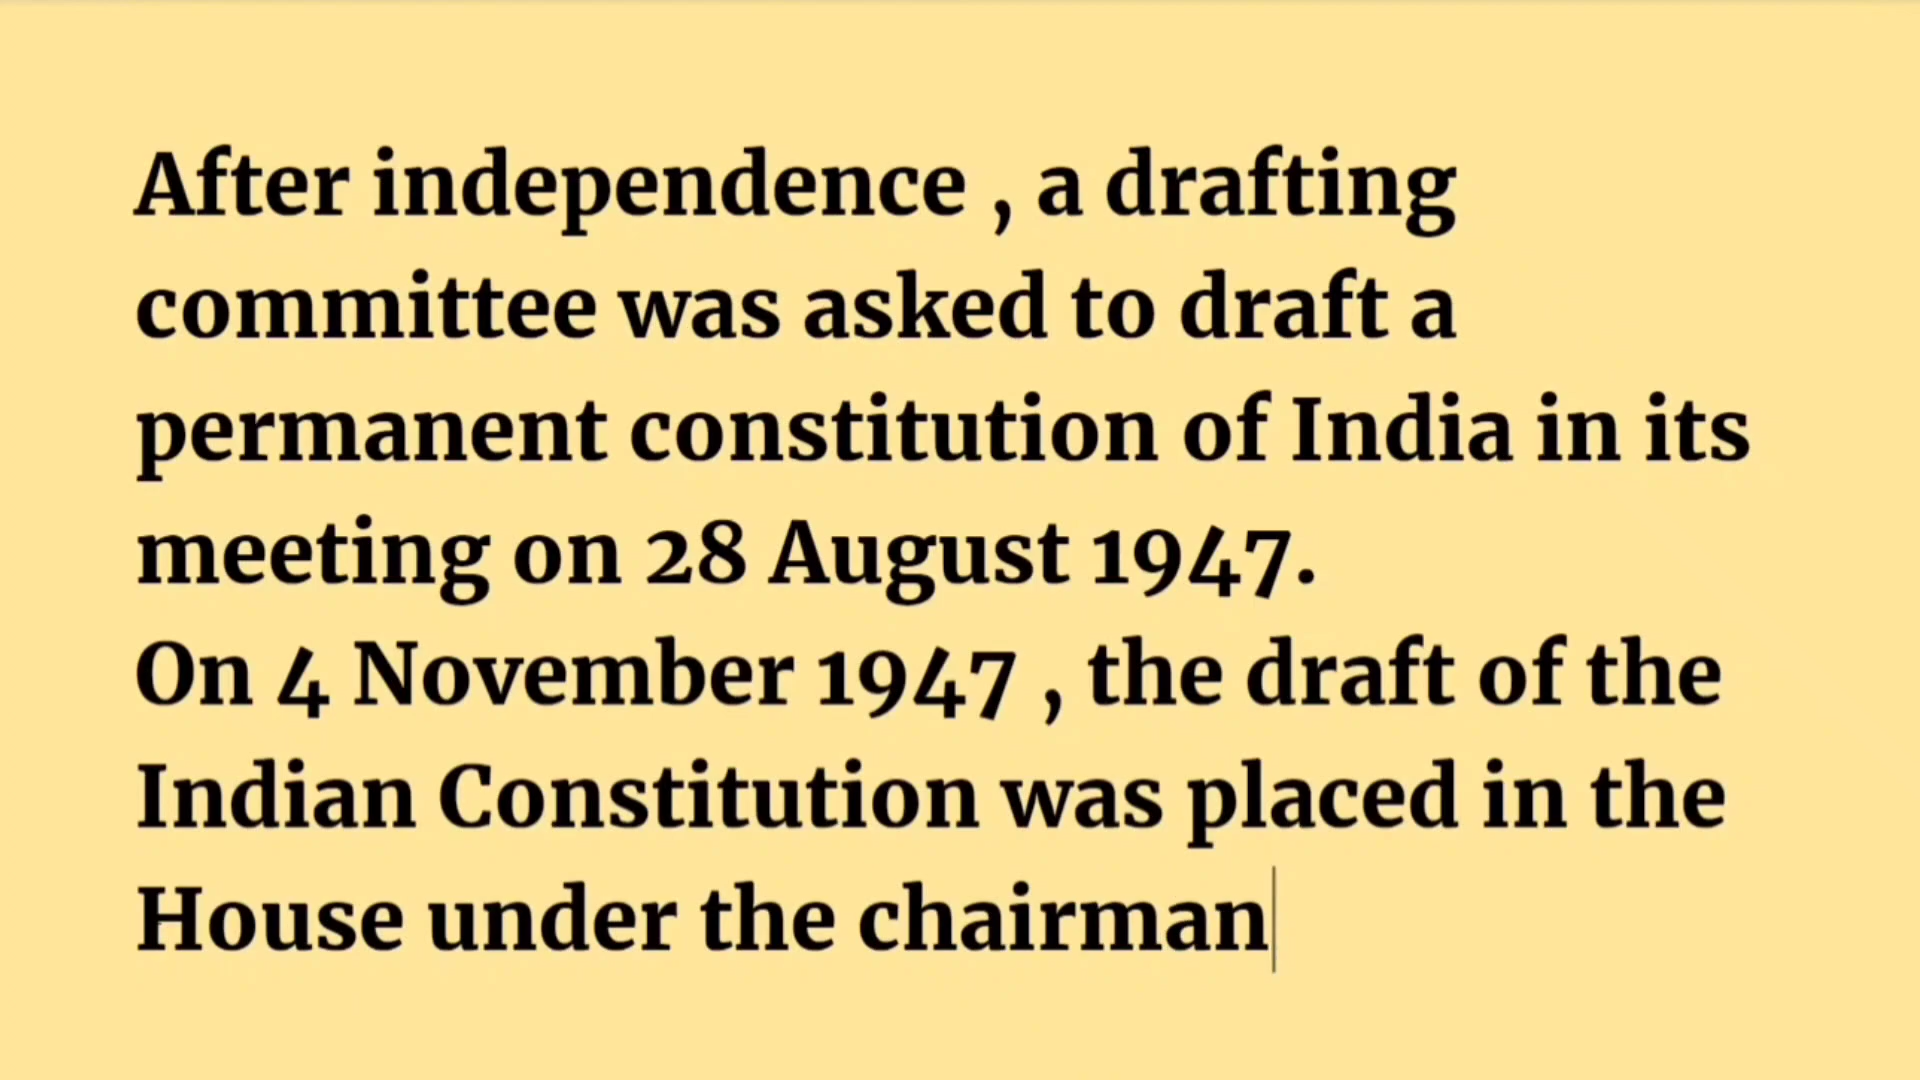 After independence , a drafting
committee was asked to draft a
permanent constitution of India in its
meeting on 28 August 1947.
On 4 November 1947 , the draft of the
Indian Constitution was placed in the
House under the chairman